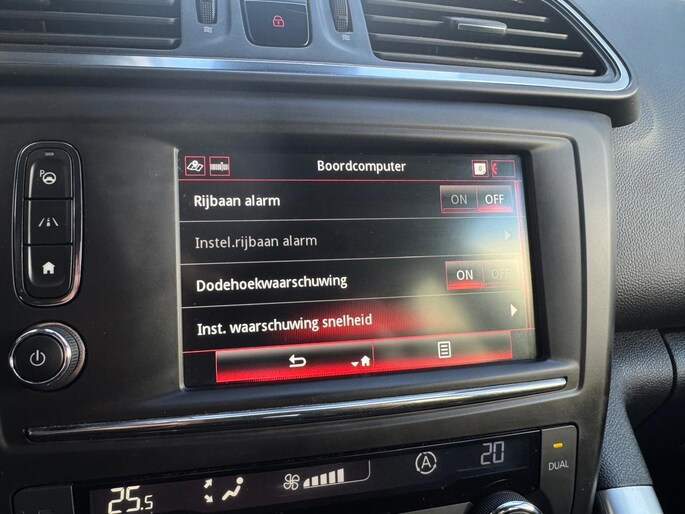 Boordcomputer
Rijbaan alarm ON OFF
Instel.rijbaan alarm
Dodehoekwaarschuwing ON OFF
Inst. waarschuwing snelheid
P
25.5
A
20
DUAL